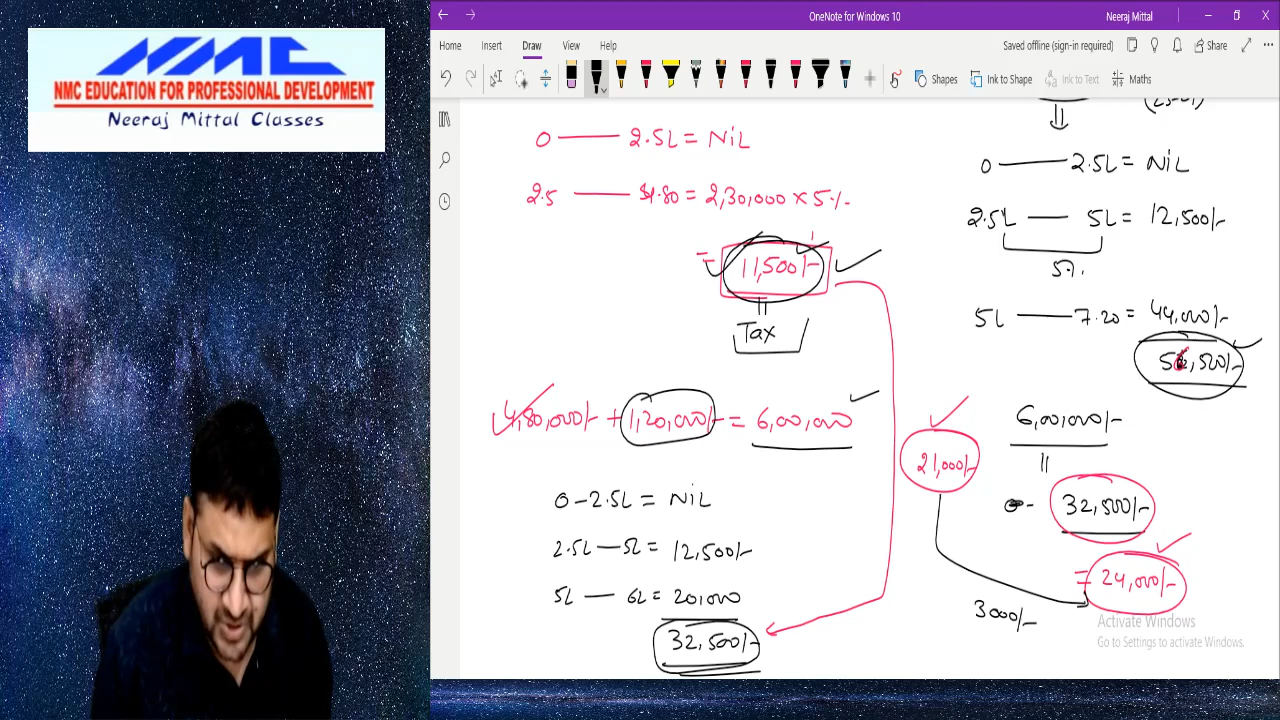 NMC
NMC EDUCATION FOR PROFESSIONAL DEVELOPMENT
Neeraj Mittal Classes
OneNote for Windows 10
Neeraj Mittal
Home Insert Draw View Help
Saved offline (sign-in required)
Share
Shapes
Ink to Shape
Ink to Text
Maths
0 — 2.5L = NiL
2.5 — 4.80 = 2,30,000 × 5%
= 11,500/-
Tax
4,80,000/- + 1,20,000/- = 6,00,000
0 - 2.5L = NiL
2.5L — 5L = 12,500/-
5L — 6L = 20,000
32,500/-
0 — 2.5L = NiL
2.5L — 5L = 12,500/-
5%
5L — 7.20 = 44,000/-
56,500/-
6,00,000/-
21,000/-
32,500/-
= 24,000/-
3000/-
Activate Windows
Go to Settings to activate Windows.